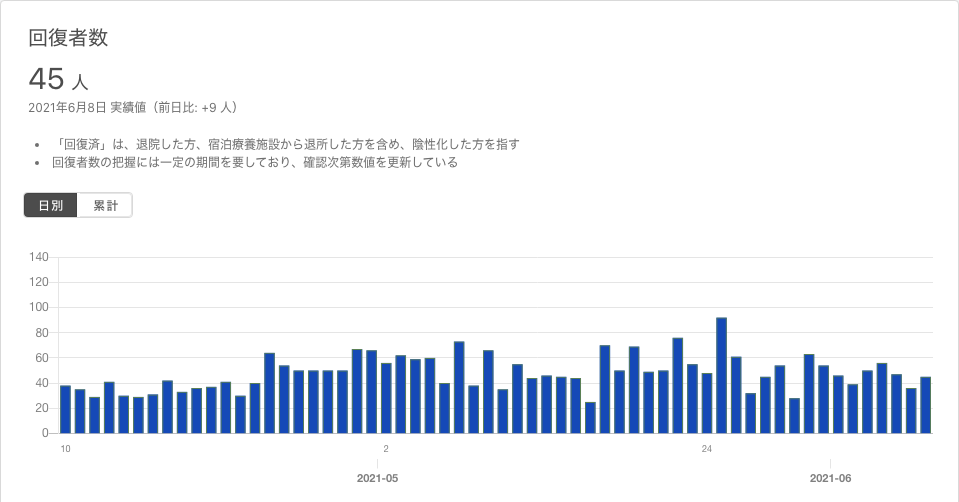 回復者数
45 人
2021年6月8日 実績値（前日比: +9 人）
「回復済」は、退院した方、宿泊療養施設から退所した方を含め、陰性化した方を指す
回復者数の把握には一定の期間を要しており、確認次第数値を更新している
日別 累計
140
120
100
80
60
40
20
0
10 2 24
2021-05 2021-06